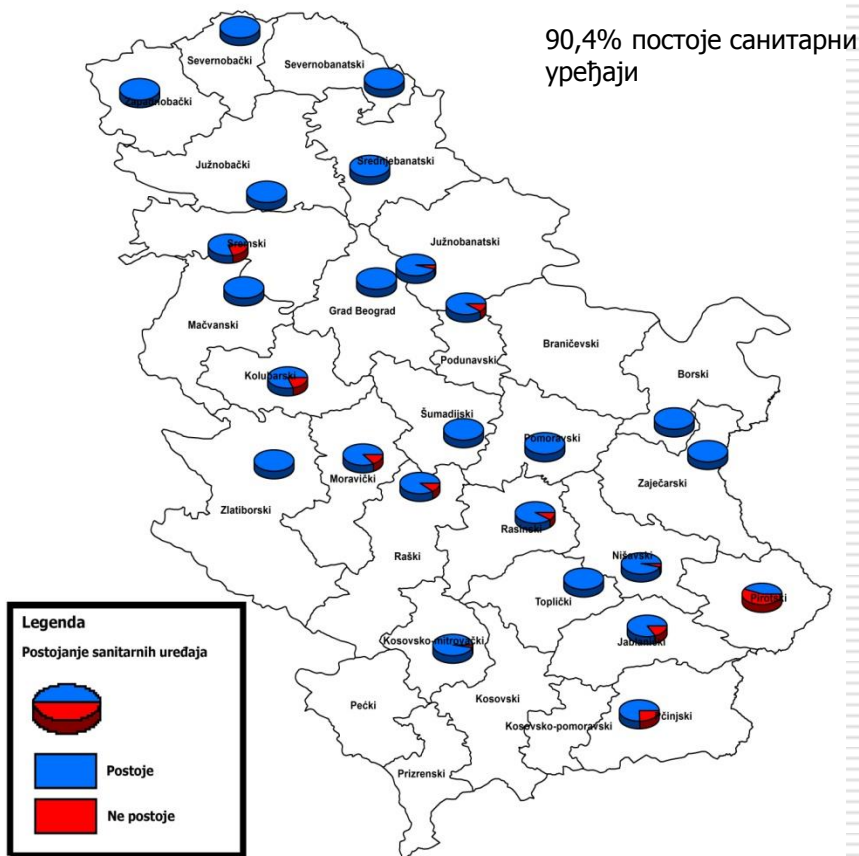 90,4% постоје санитарни
уређаји
Severnobački
Severnobanatski
Zapadnobački
Južnobački
Srednjebanatski
Sremski
Južnobanatski
Mačvanski
Grad Beograd
Podunavski
Braničevski
Kolubarski
Borski
Šumadijski
Pomoravski
Moravički
Zlatiborski
Zaječarski
Raški
Rasinski
Nišavski
Toplički
Pirotski
Jablanički
Kosovsko-mitrovački
Pećki
Kosovski
Kosovsko-pomoravski
Pčinjski
Prizrenski
Legenda
Postojanje sanitarnih uređaja
Postoje
Ne postoje